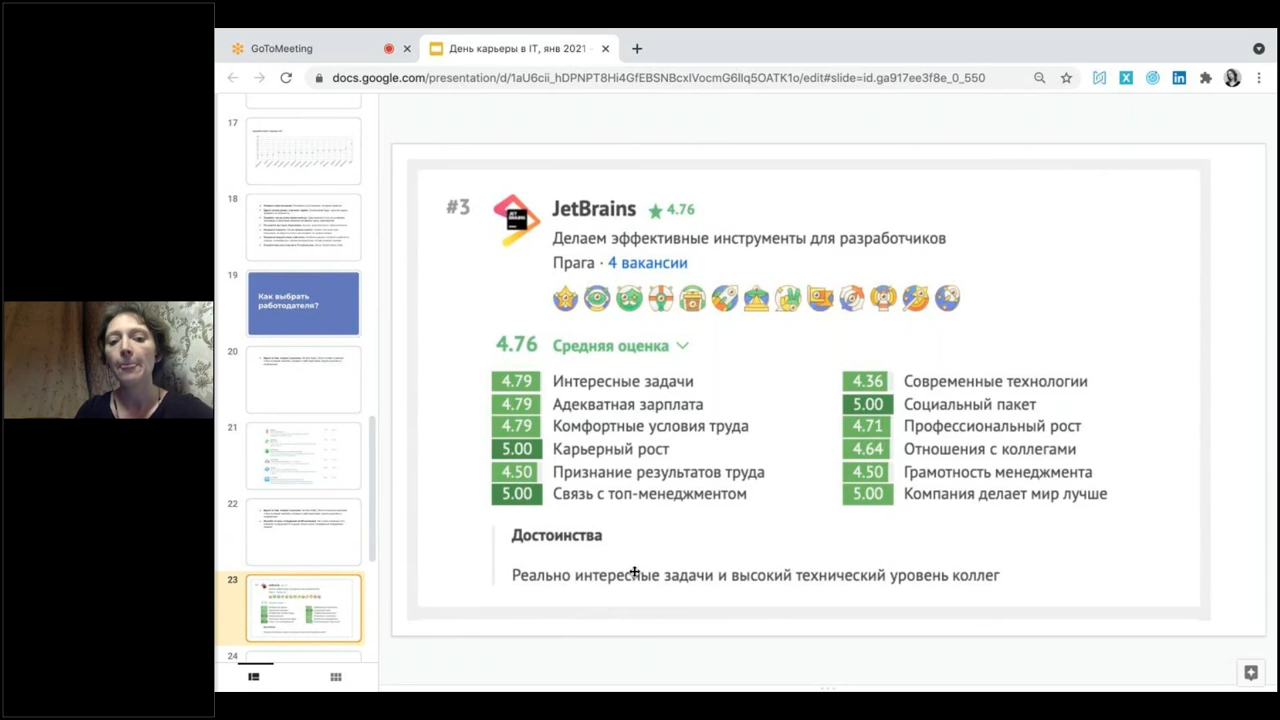 GoToMeeting
День карьеры в IT, янв 2021 -
docs.google.com/presentation/d/1aU6cii_hDPNPT8Hi4GfEBSNBcxIVocmG6lIq5OATK1o/edit#slide=id.ga917ee3f8e_0_550
17
18
19
Как выбрать
работодателя?
20
21
22
23
24
#3
JET
BRAINS
JetBrains
4.76
Делаем эффективные инструменты для разработчиков
Прага · 4 вакансии
4.76 Средняя оценка
4.79 Интересные задачи
4.36 Современные технологии
4.79 Адекватная зарплата
5.00 Социальный пакет
4.79 Комфортные условия труда
4.71 Профессиональный рост
5.00 Карьерный рост
4.64 Отношения с коллегами
4.50 Признание результатов труда
4.50 Грамотность менеджмента
5.00 Связь с топ-менеджментом
5.00 Компания делает мир лучше
Достоинства
Реально интересные задачи и высокий технический уровень коллег